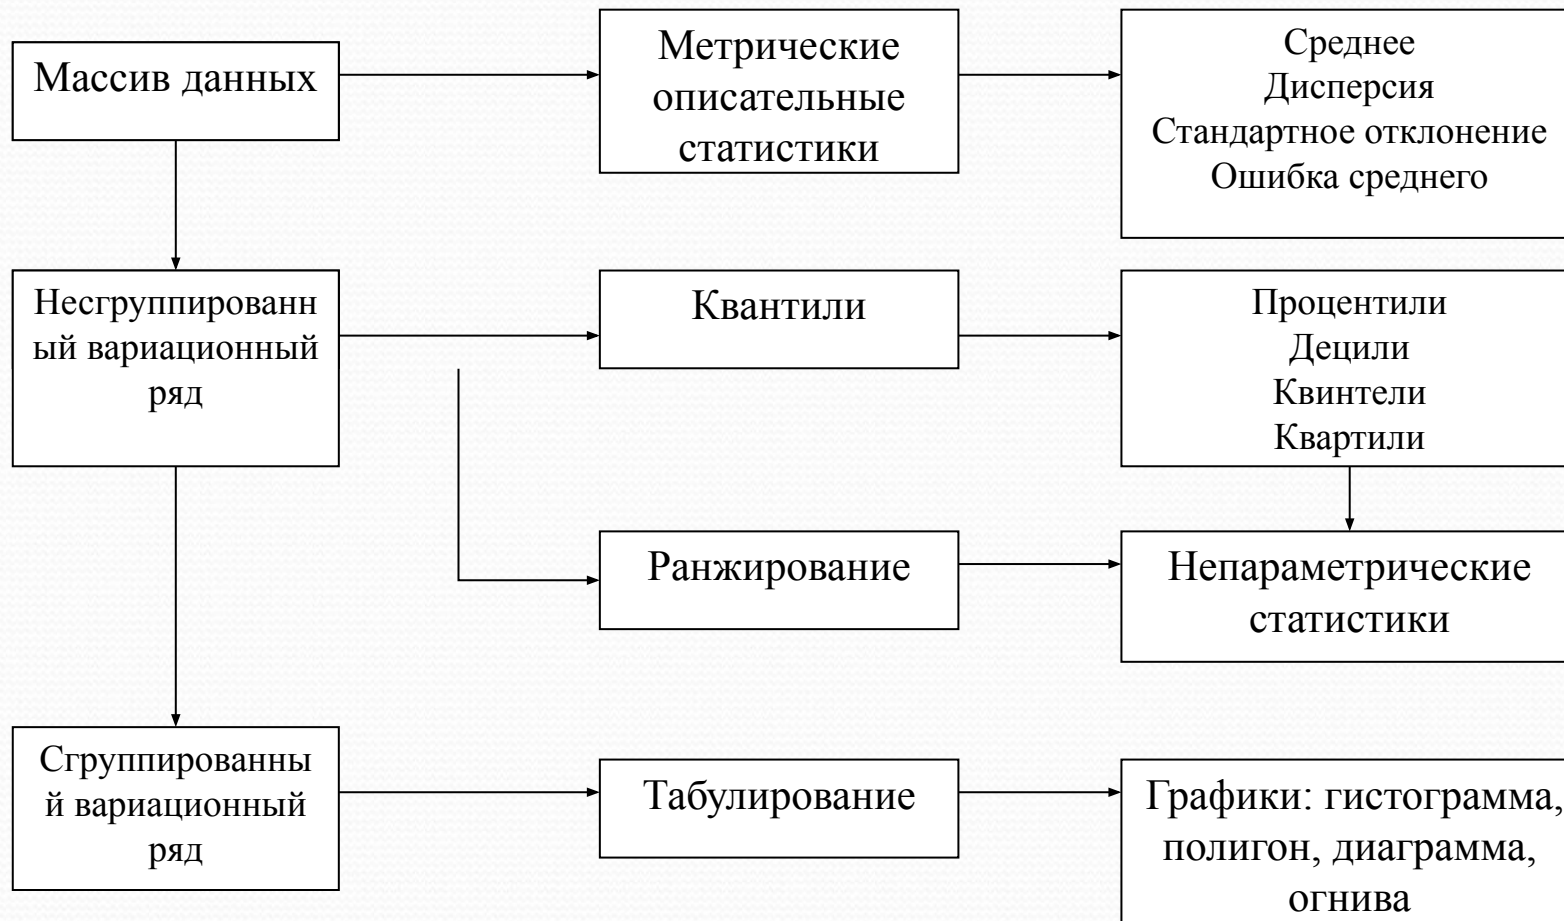 Массив данных
Метрические
описательные
статистики
Среднее
Дисперсия
Стандартное отклонение
Ошибка среднего
Несгруппированн
ый вариационный
ряд
Квантили
Процентили
Децили
Квинтели
Квартили
Ранжирование
Непараметрические
статистики
Сгруппированны
й вариационный
ряд
Табулирование
Графики: гистограмма,
полигон, диаграмма,
огнива